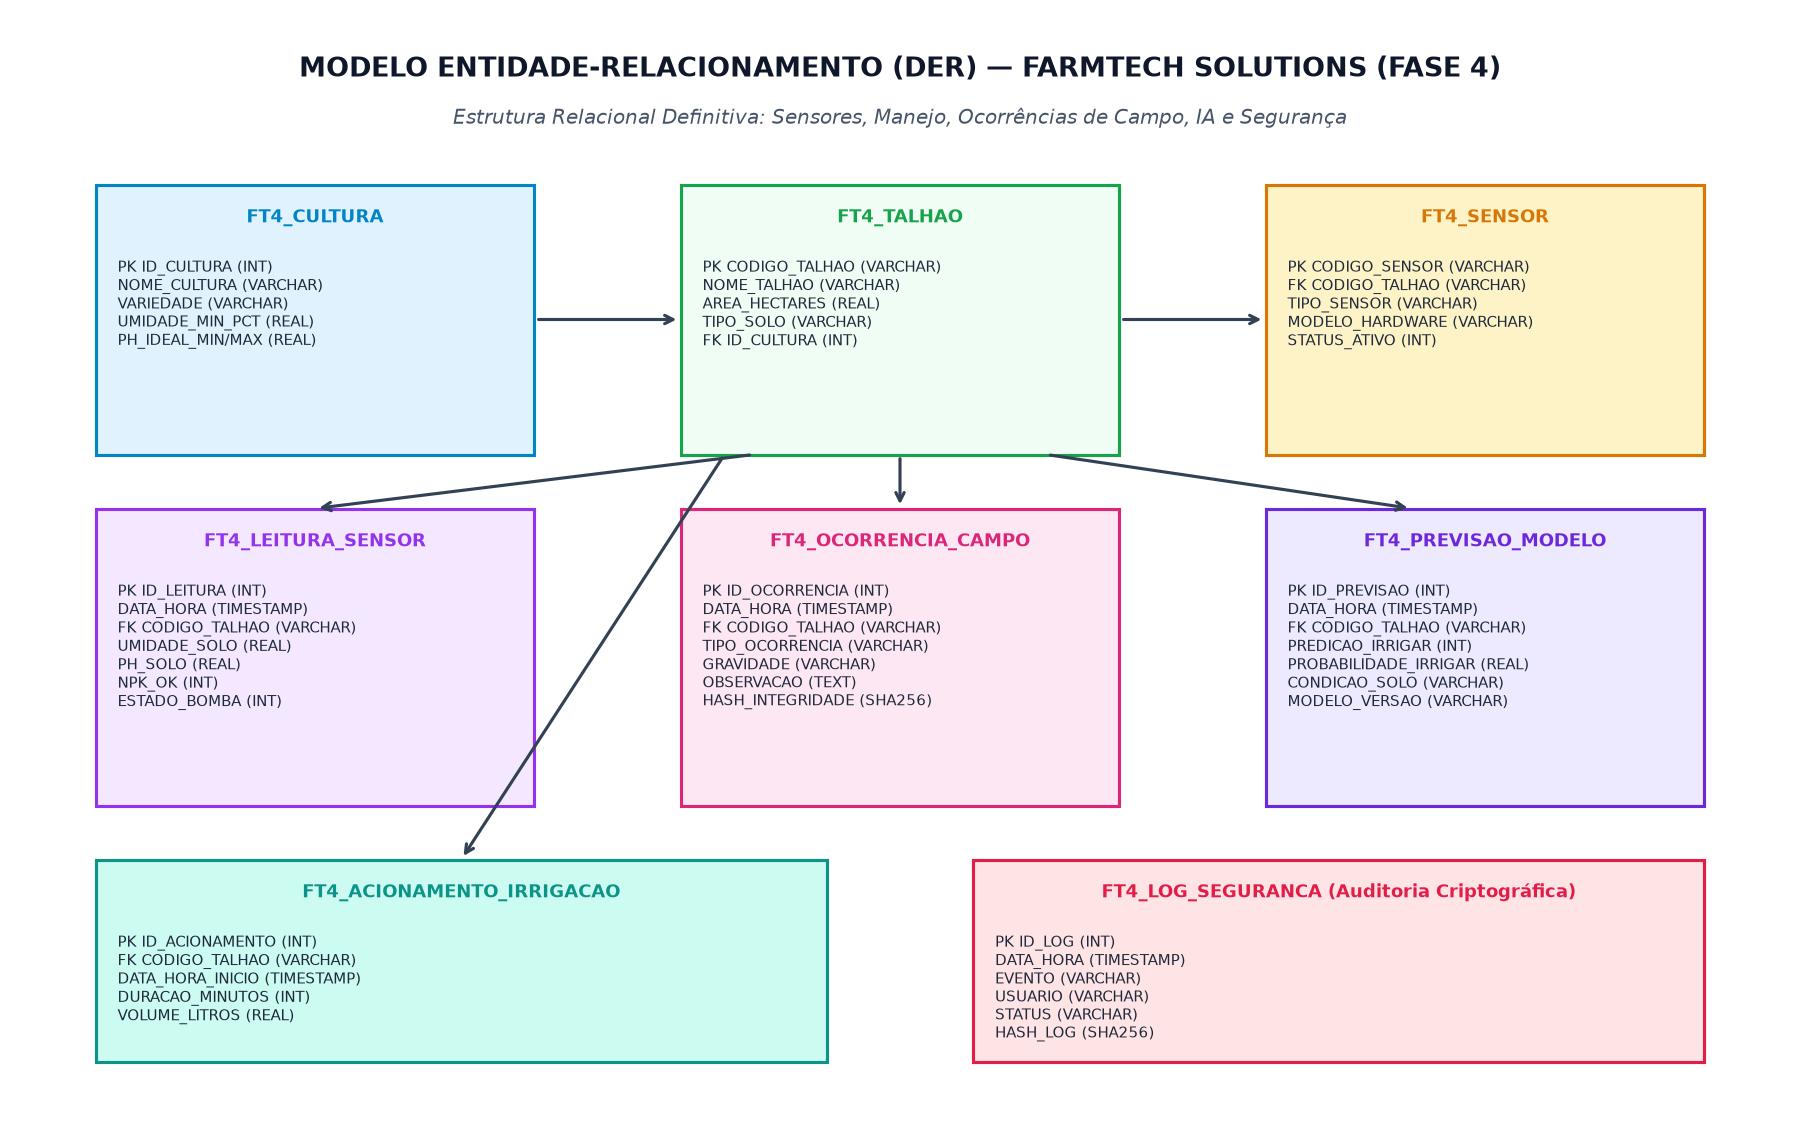 MODELO ENTIDADE-RELACIONAMENTO (DER) — FARMTECH SOLUTIONS (FASE 4)
Estrutura Relacional Definitiva: Sensores, Manejo, Ocorrências de Campo, IA e Segurança
FT4_CULTURA
PK ID_CULTURA (INT)
NOME_CULTURA (VARCHAR)
VARIEDADE (VARCHAR)
UMIDADE_MIN_PCT (REAL)
PH_IDEAL_MIN/MAX (REAL)
FT4_TALHAO
PK CODIGO_TALHAO (VARCHAR)
NOME_TALHAO (VARCHAR)
AREA_HECTARES (REAL)
TIPO_SOLO (VARCHAR)
FK ID_CULTURA (INT)
FT4_SENSOR
PK CODIGO_SENSOR (VARCHAR)
FK CODIGO_TALHAO (VARCHAR)
TIPO_SENSOR (VARCHAR)
MODELO_HARDWARE (VARCHAR)
STATUS_ATIVO (INT)
FT4_LEITURA_SENSOR
PK ID_LEITURA (INT)
DATA_HORA (TIMESTAMP)
FK CODIGO_TALHAO (VARCHAR)
UMIDADE_SOLO (REAL)
PH_SOLO (REAL)
NPK_OK (INT)
ESTADO_BOMBA (INT)
FT4_OCORRENCIA_CAMPO
PK ID_OCORRENCIA (INT)
DATA_HORA (TIMESTAMP)
FK CODIGO_TALHAO (VARCHAR)
TIPO_OCORRENCIA (VARCHAR)
GRAVIDADE (VARCHAR)
OBSERVACAO (TEXT)
HASH_INTEGRIDADE (SHA256)
FT4_PREVISAO_MODELO
PK ID_PREVISAO (INT)
DATA_HORA (TIMESTAMP)
FK CODIGO_TALHAO (VARCHAR)
PREDICAO_IRRIGAR (INT)
PROBABILIDADE_IRRIGAR (REAL)
CONDICAO_SOLO (VARCHAR)
MODELO_VERSAO (VARCHAR)
FT4_ACIONAMENTO_IRRIGACAO
PK ID_ACIONAMENTO (INT)
FK CODIGO_TALHAO (VARCHAR)
DATA_HORA_INICIO (TIMESTAMP)
DURACAO_MINUTOS (INT)
VOLUME_LITROS (REAL)
FT4_LOG_SEGURANCA (Auditoria Criptográfica)
PK ID_LOG (INT)
DATA_HORA (TIMESTAMP)
EVENTO (VARCHAR)
USUARIO (VARCHAR)
STATUS (VARCHAR)
HASH_LOG (SHA256)